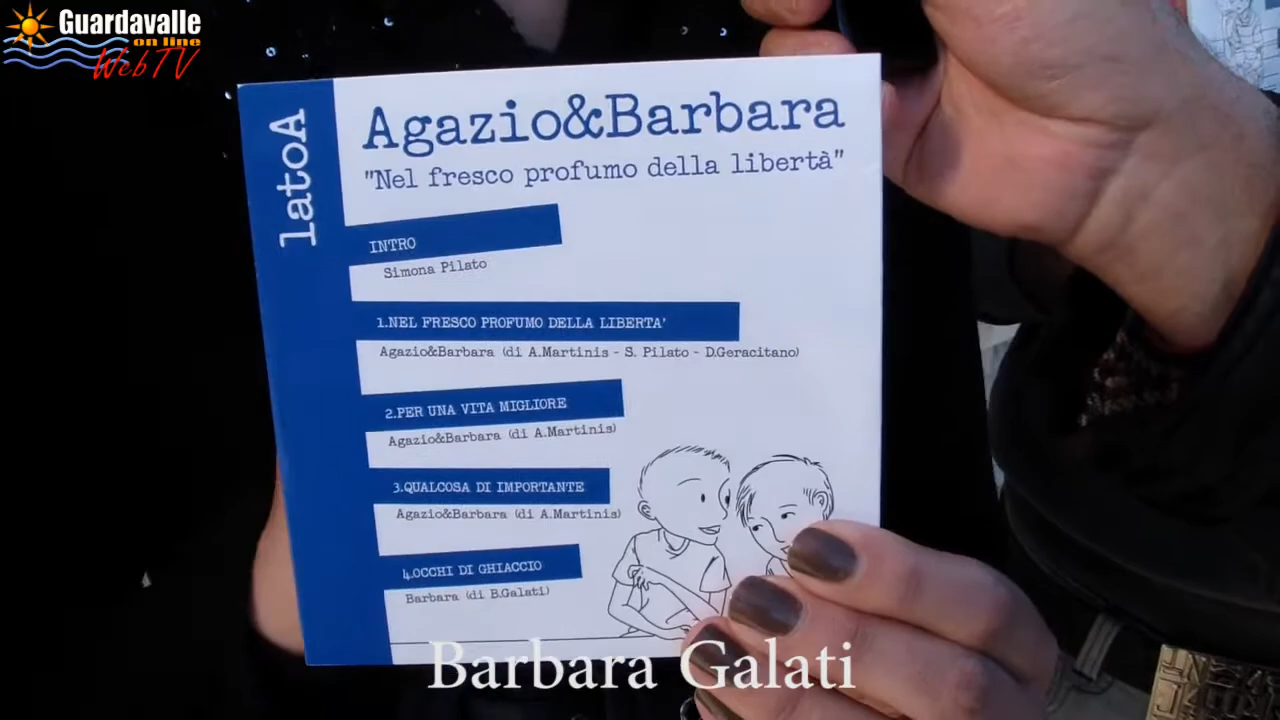 Guardavalle
on line
WebTV
latoA
Agazio&Barbara
"Nel fresco profumo della libertà"
INTRO
Simona Pilato
1.NEL FRESCO PROFUMO DELLA LIBERTA'
Agazio&Barbara (di A.Martinis - S. Pilato - D.Geracitano)
2.PER UNA VITA MIGLIORE
Agazio&Barbara (di A.Martinis)
3.QUALCOSA DI IMPORTANTE
Agazio&Barbara (di A.Martinis)
4.OCCHI DI GHIACCIO
Barbara (di B.Galati)
Barbara Galati